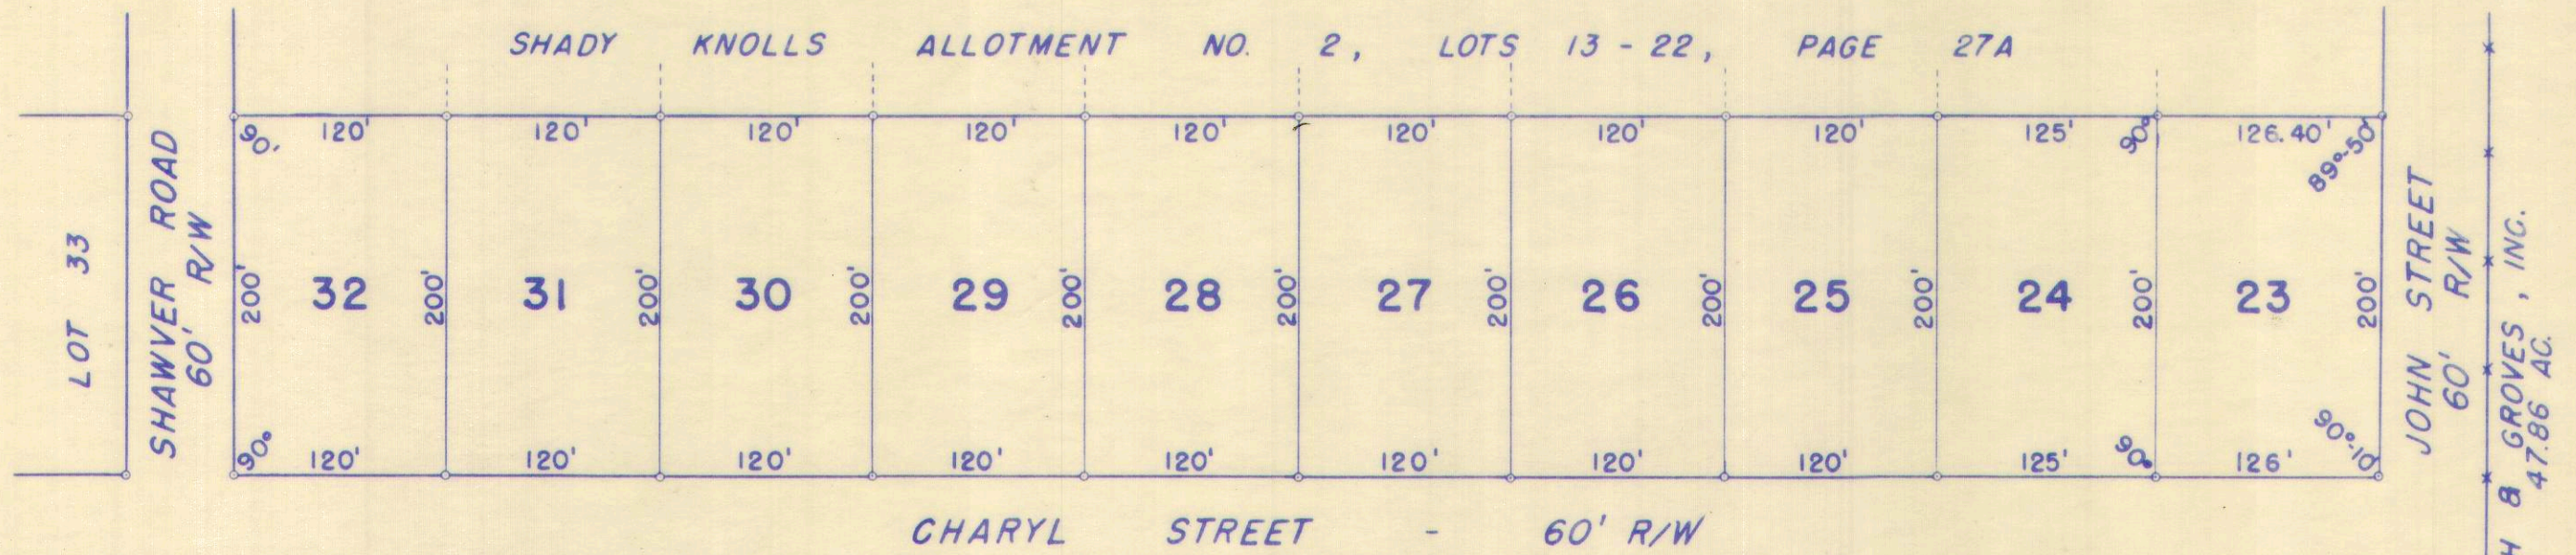 SHADY KNOLLS ALLOTMENT NO. 2, LOTS 13 - 22, PAGE 27A
90° 120' 120' 120' 120' 120' 120' 120' 120' 125' 90° 126.40' 89°-50'
LOT 33
SHAWVER ROAD
60' R/W
200' 32 200' 31 200' 30 200' 29 200' 28 200' 27 200' 26 200' 25 200' 24 200' 23 200'
JOHN STREET
60' R/W
8 GROVES, INC.
47.86 AC.
90° 120' 120' 120' 120' 120' 120' 120' 120' 125' 90° 126' 90°-10'
CHARYL STREET - 60' R/W